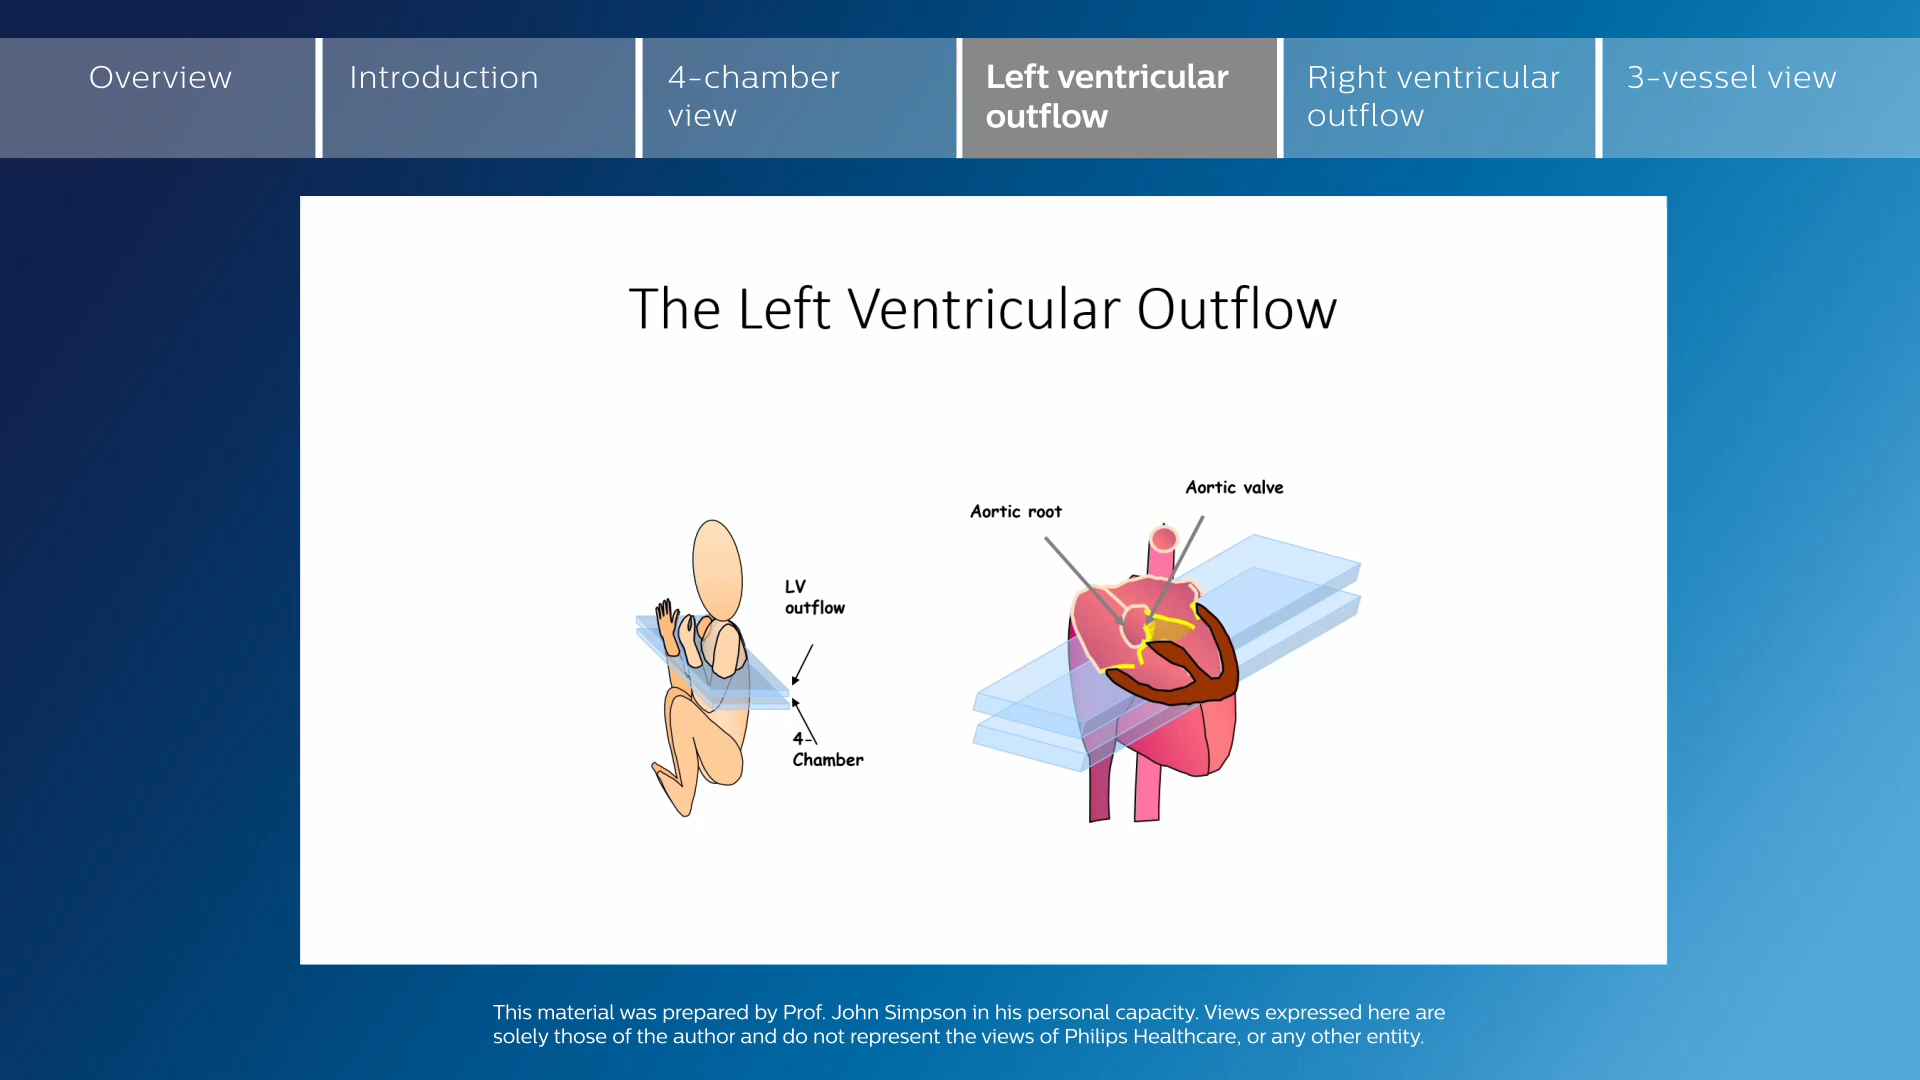 Overview
Introduction
4-chamber
view
Left ventricular
outflow
Right ventricular
outflow
3-vessel view
The Left Ventricular Outflow
Aortic valve
Aortic root
LV
outflow
4-
Chamber
This material was prepared by Prof. John Simpson in his personal capacity. Views expressed here are
solely those of the author and do not represent the views of Philips Healthcare, or any other entity.